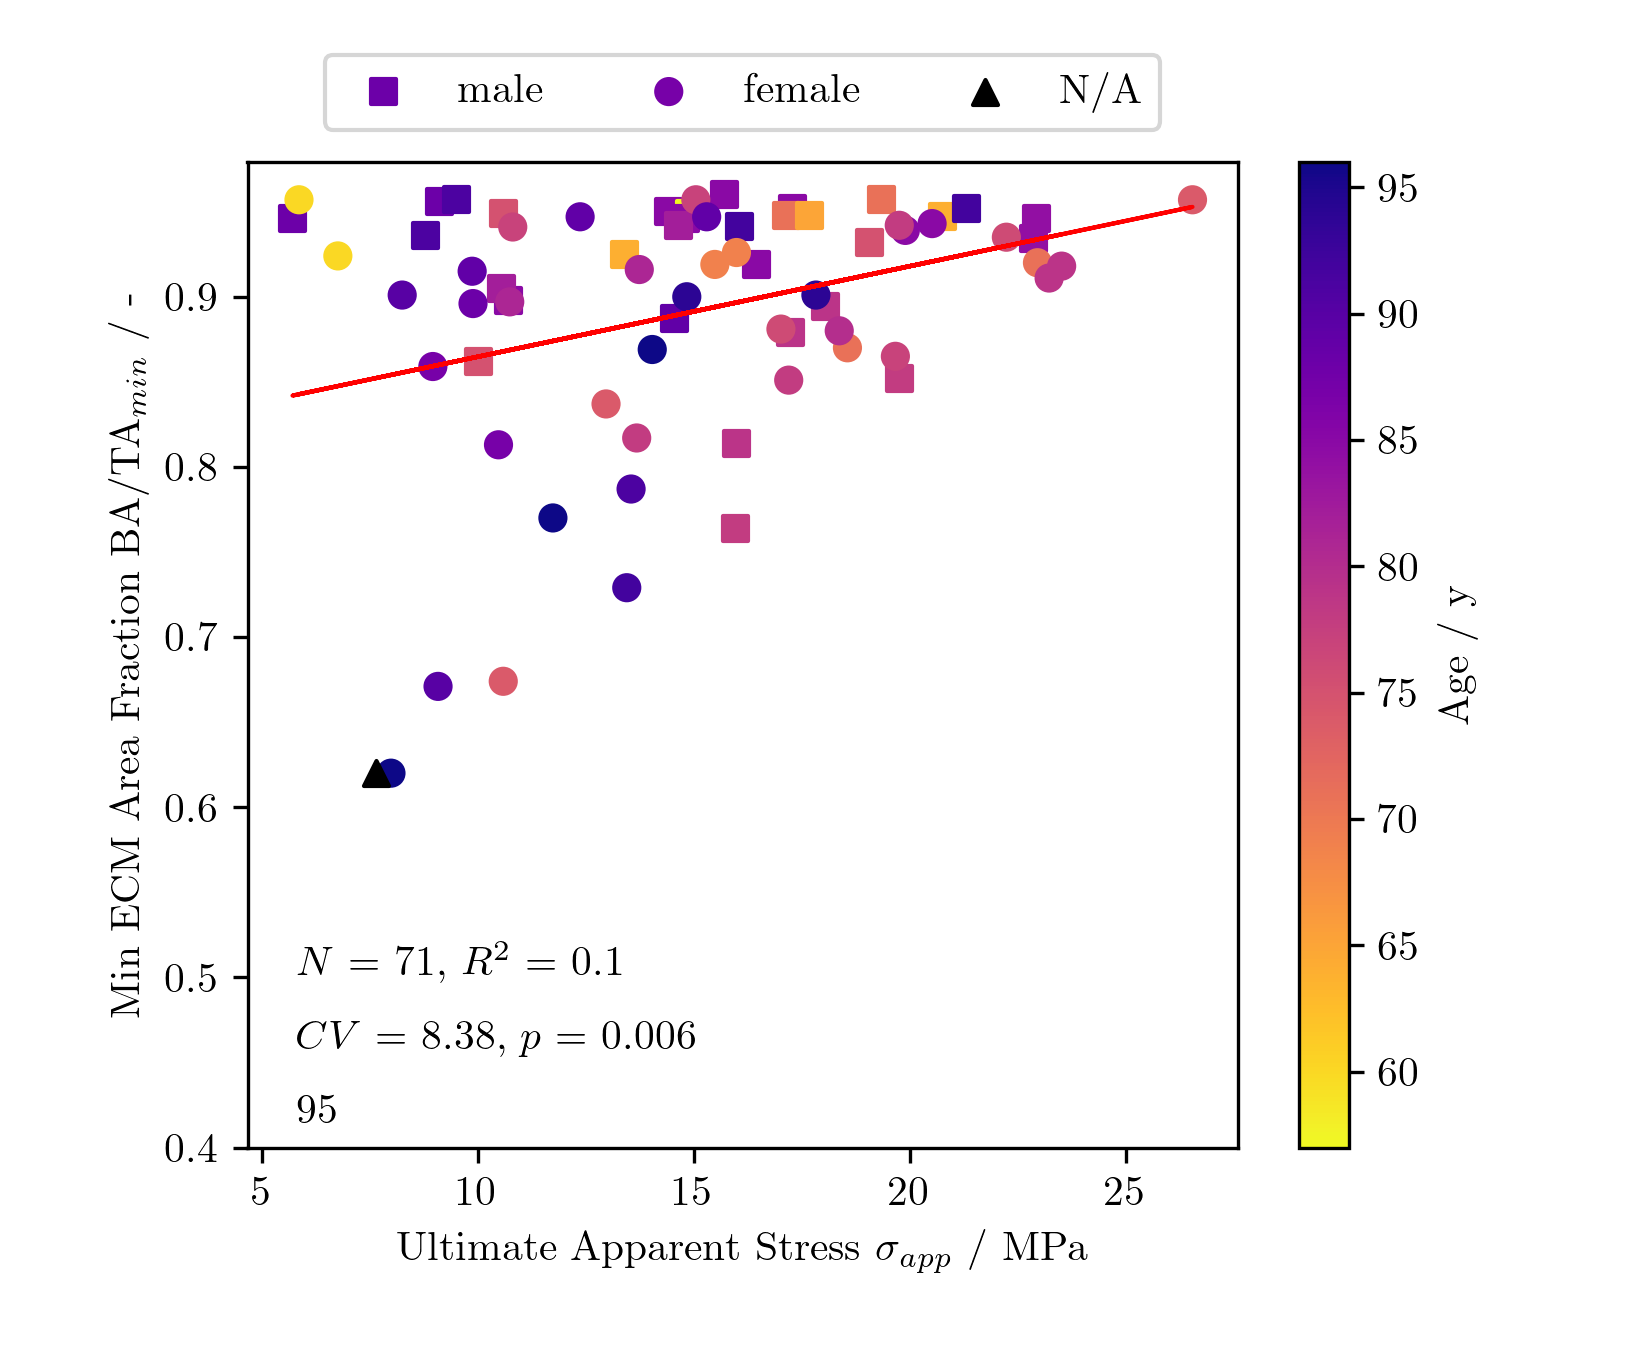 male female N/A
0.9
0.8
0.7
0.6
0.5
0.4
Min ECM Area Fraction BA/TA_min / -
N = 71, R² = 0.1
CV = 8.38, p = 0.006
95
5 10 15 20 25
Ultimate Apparent Stress σ_app / MPa
95
90
85
80
75
70
65
60
Age / y